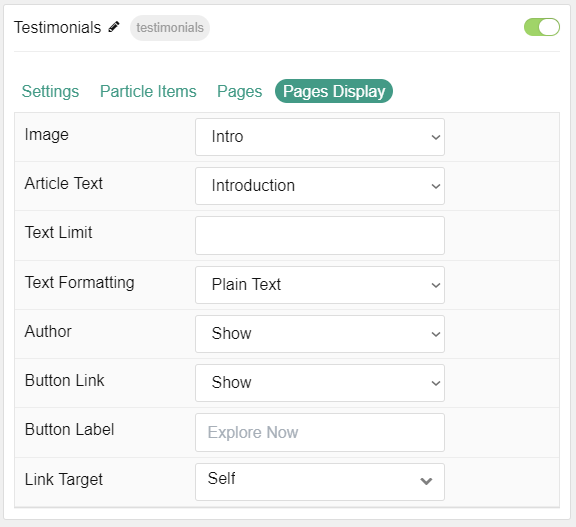 Testimonials testimonials
Settings Particle Items Pages Pages Display
Image Intro
Article Text Introduction
Text Limit
Text Formatting Plain Text
Author Show
Button Link Show
Button Label Explore Now
Link Target Self